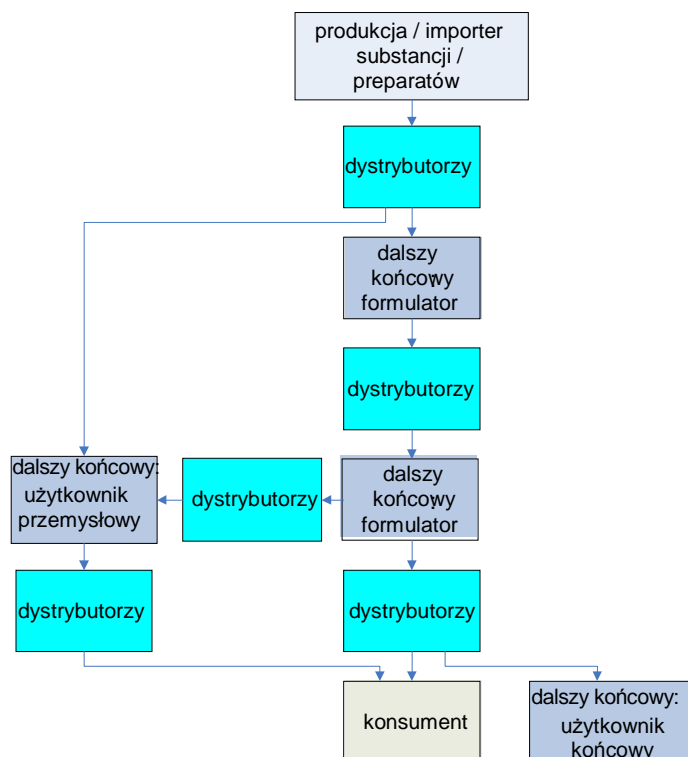 produkcja / importer
substancji /
preparatów
dystrybutorzy
dalszy
końcowy:
formulator
dystrybutorzy
dalszy końcowy:
użytkownik
przemysłowy
dystrybutorzy
dalszy
końcowy:
formulator
dystrybutorzy
dystrybutorzy
konsument
dalszy końcowy:
użytkownik
końcowy